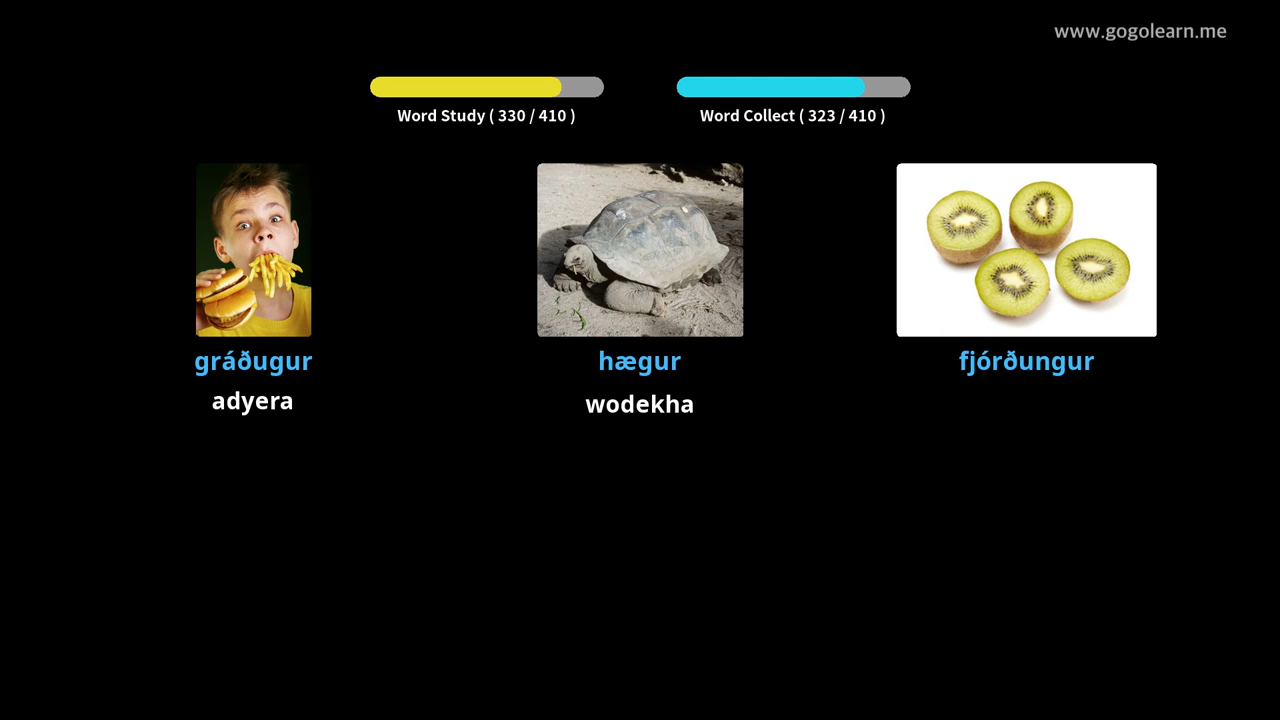 www.gogolearn.me
Word Study ( 330 / 410 )
Word Collect ( 323 / 410 )
gráðugur
hægur
fjórðungur
adyera
wodekha